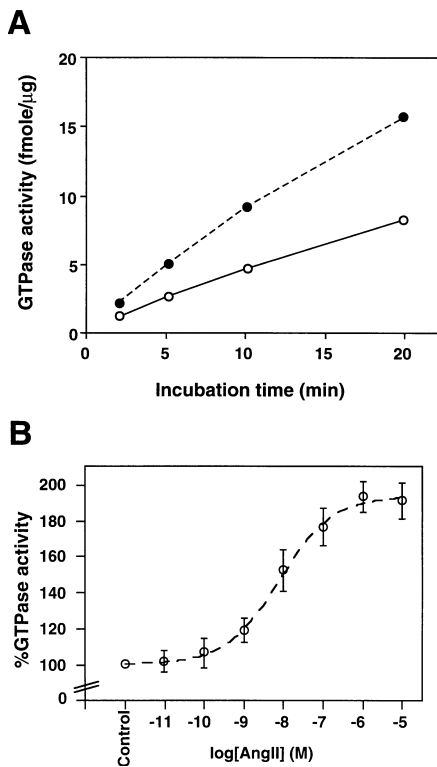 A
20
15
10
5
0
GTPase activity (fmole/µg)
0 5 10 15 20
Incubation time (min)
B
200
180
160
140
120
100
0
%GTPase activity
Control -11 -10 -9 -8 -7 -6 -5
log[AngII] (M)